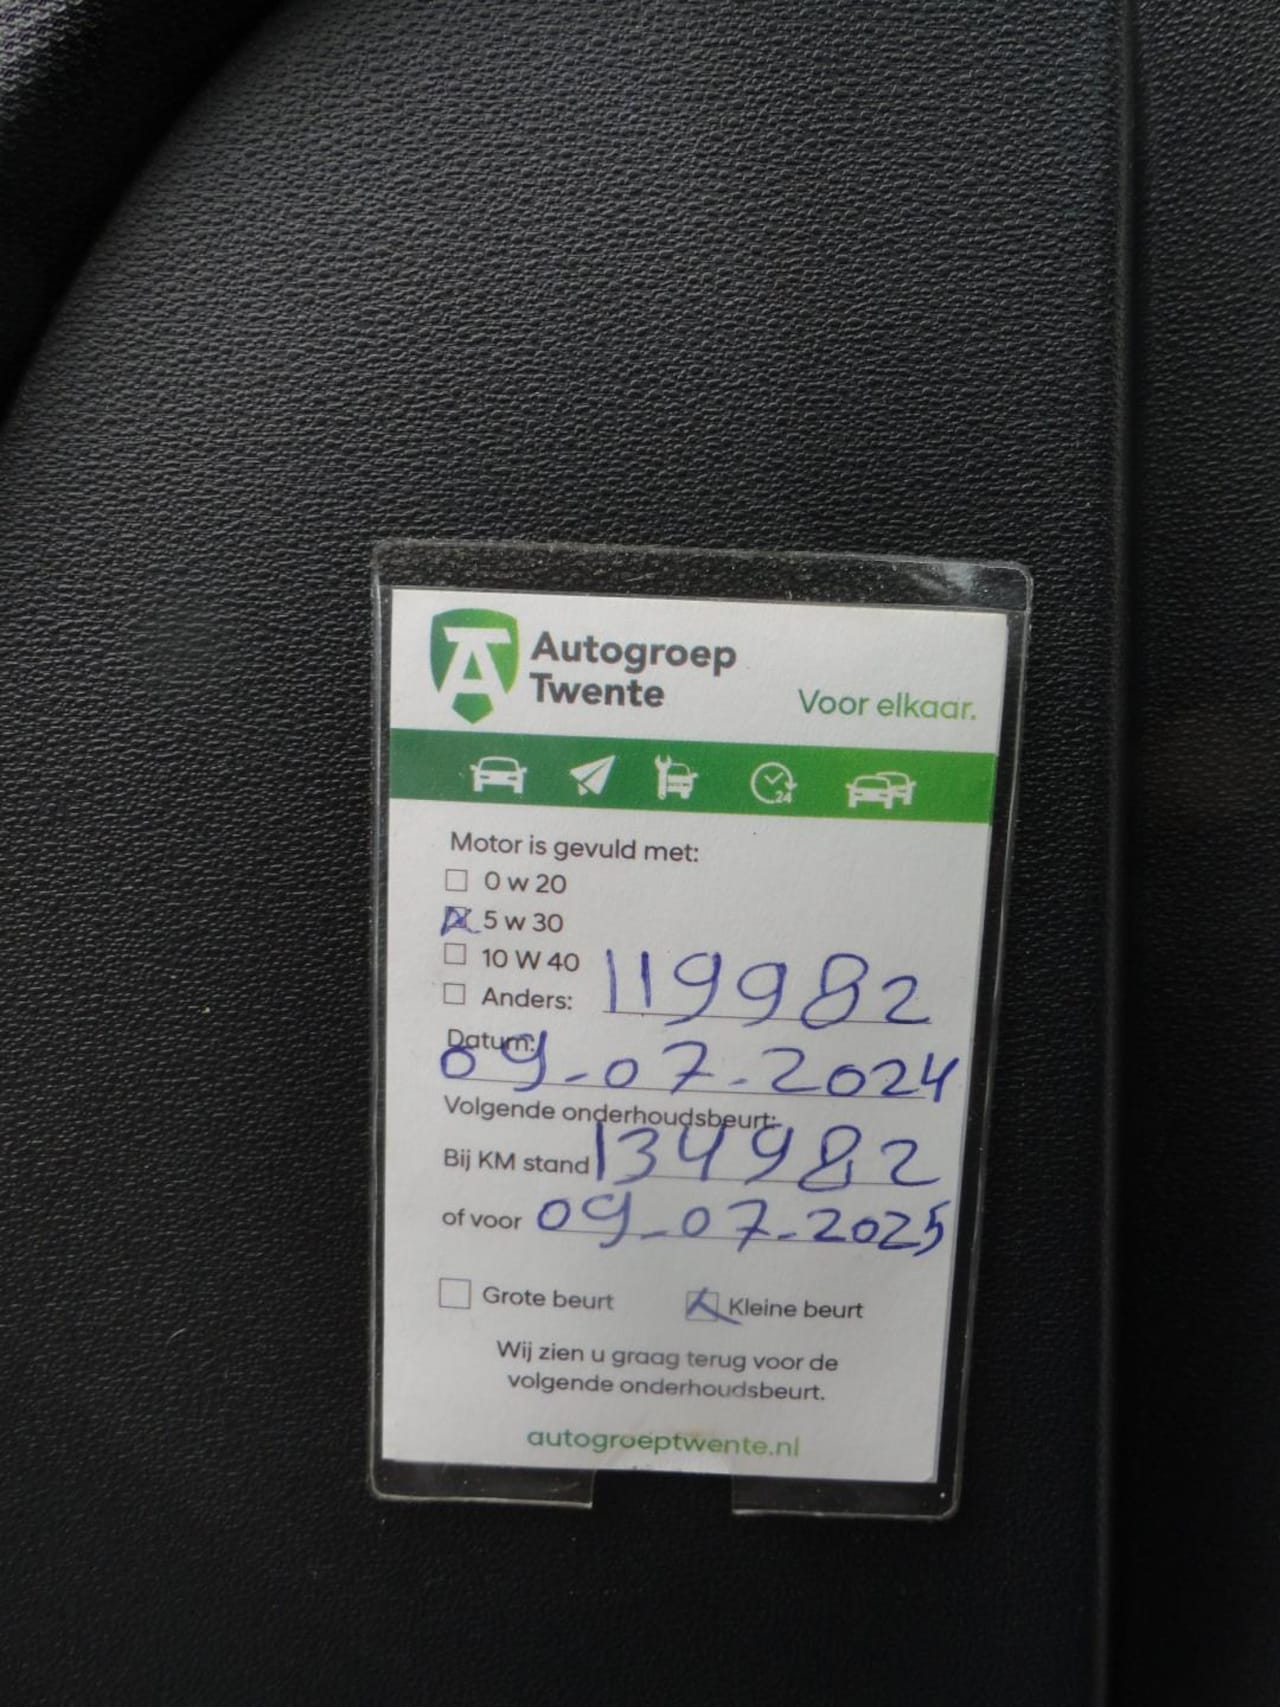 Autogroep
Twente
Voor elkaar.
24
Motor is gevuld met:
0 w 20
5 w 30
10 W 40
Anders: 119982
Datum:
09-07-2024
Volgende onderhoudsbeurt:
Bij KM stand 134982
of voor 09-07-2025
Grote beurt Kleine beurt
Wij zien u graag terug voor de
volgende onderhoudsbeurt.
autogroeptwente.nl